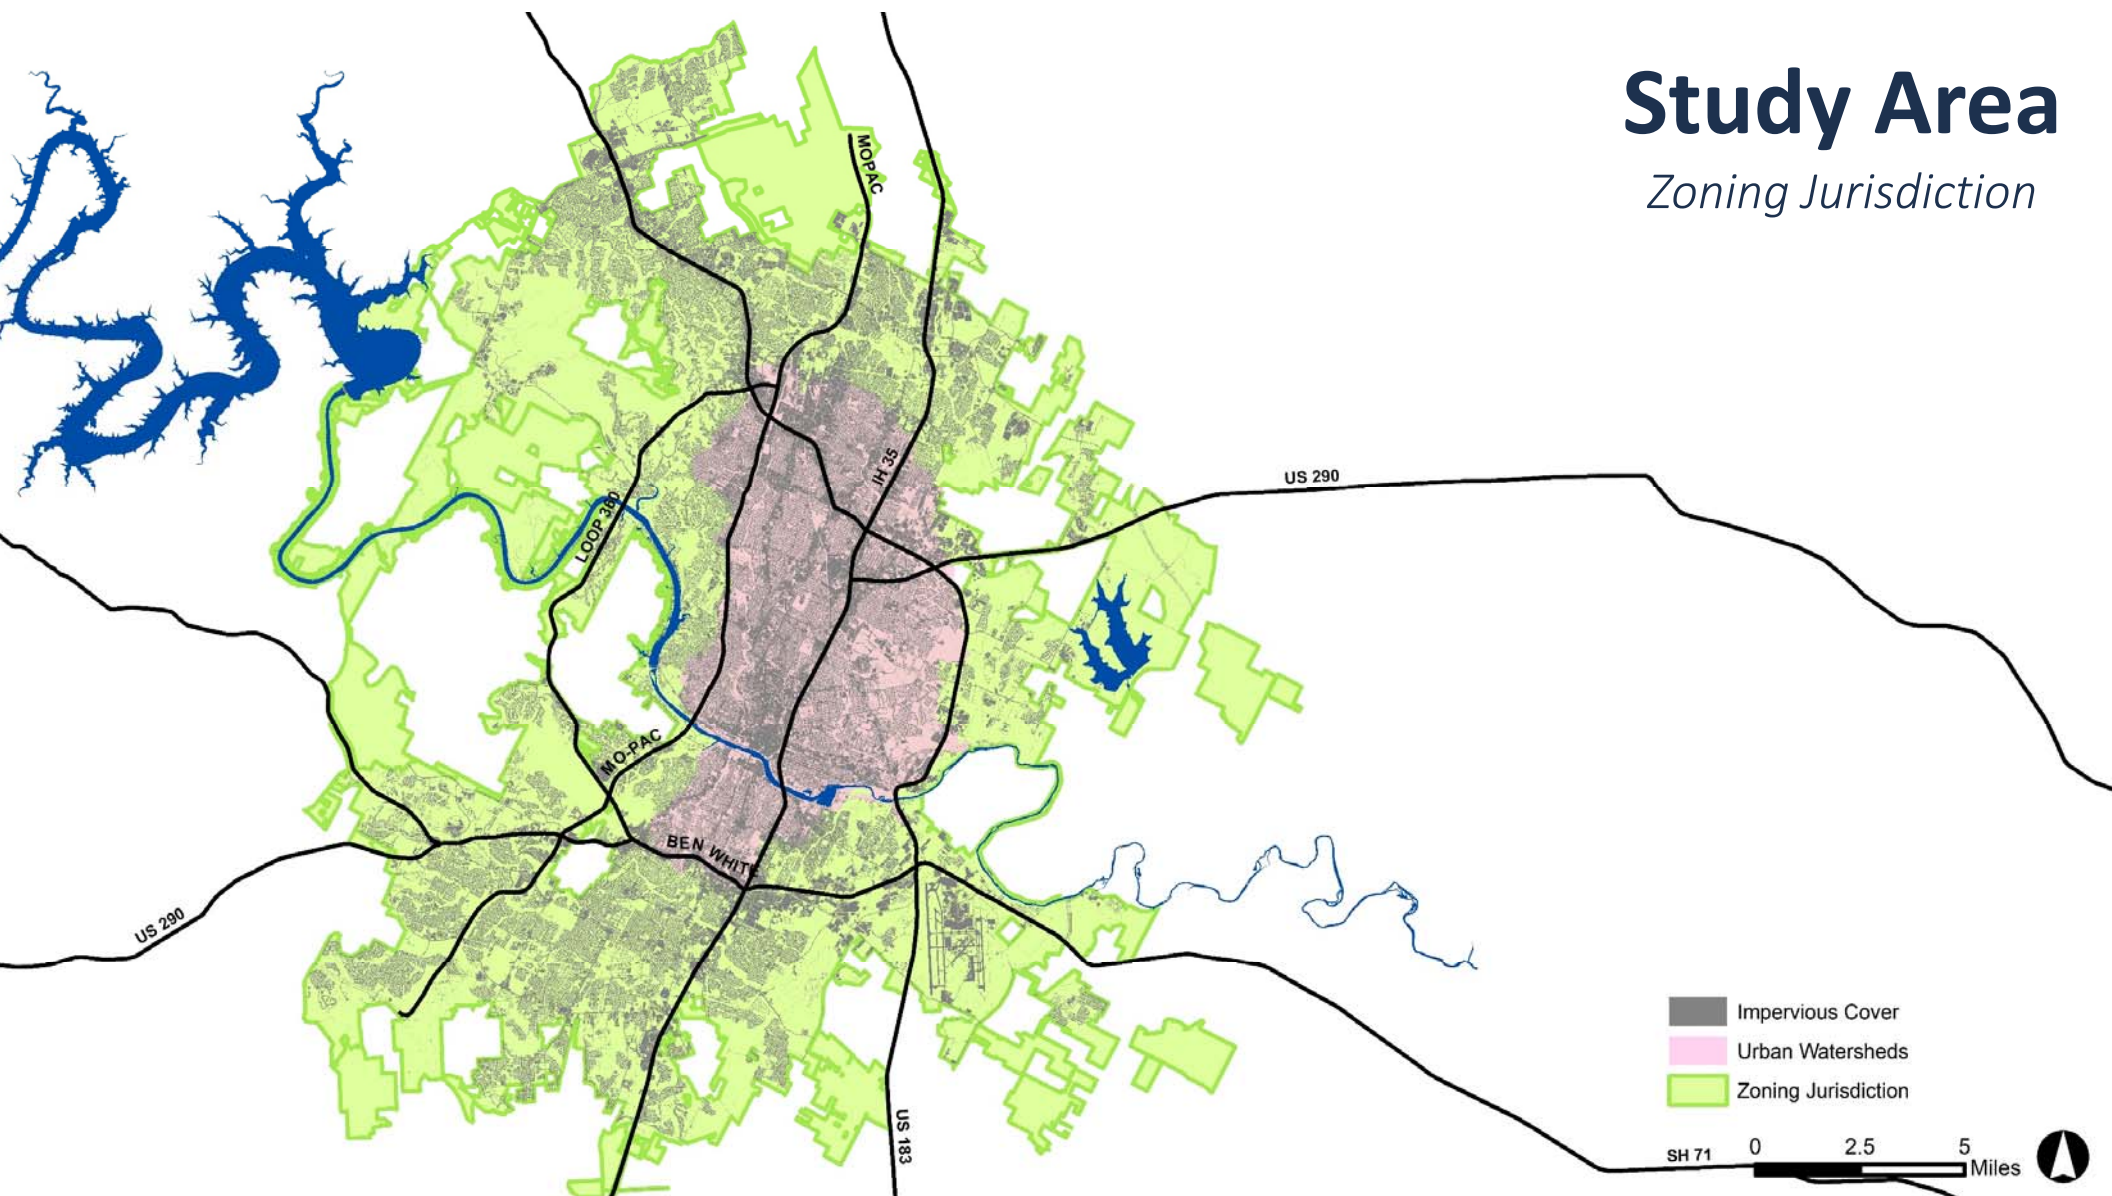 Study Area
Zoning Jurisdiction
MOPAC
IH 35
US 290
LOOP 360
MO-PAC
BEN WHITE
US 290
US 183
Impervious Cover
Urban Watersheds
Zoning Jurisdiction
SH 71
0 2.5 5
Miles